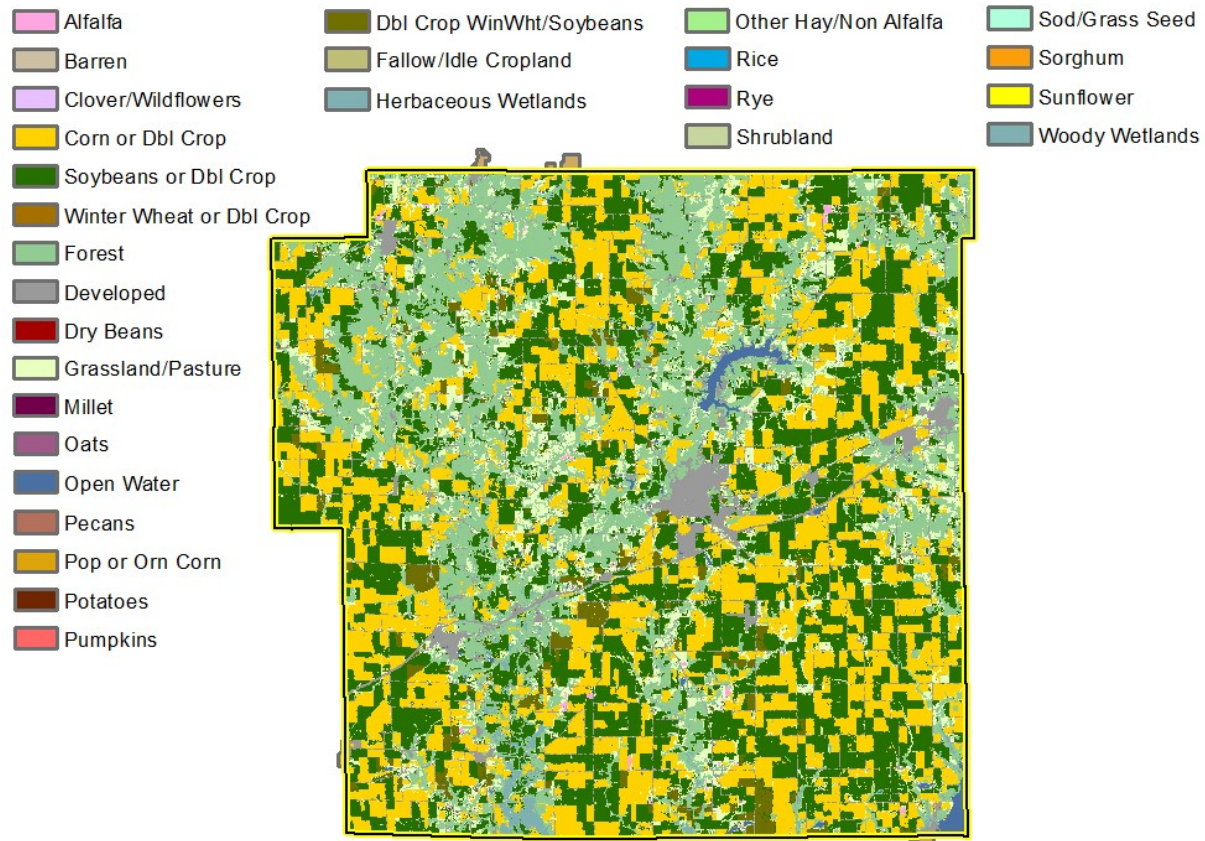 Alfalfa
Barren
Clover/Wildflowers
Corn or Dbl Crop
Soybeans or Dbl Crop
Winter Wheat or Dbl Crop
Forest
Developed
Dry Beans
Grassland/Pasture
Millet
Oats
Open Water
Pecans
Pop or Orn Corn
Potatoes
Pumpkins
Dbl Crop WinWht/Soybeans
Fallow/Idle Cropland
Herbaceous Wetlands
Other Hay/Non Alfalfa
Rice
Rye
Shrubland
Sod/Grass Seed
Sorghum
Sunflower
Woody Wetlands